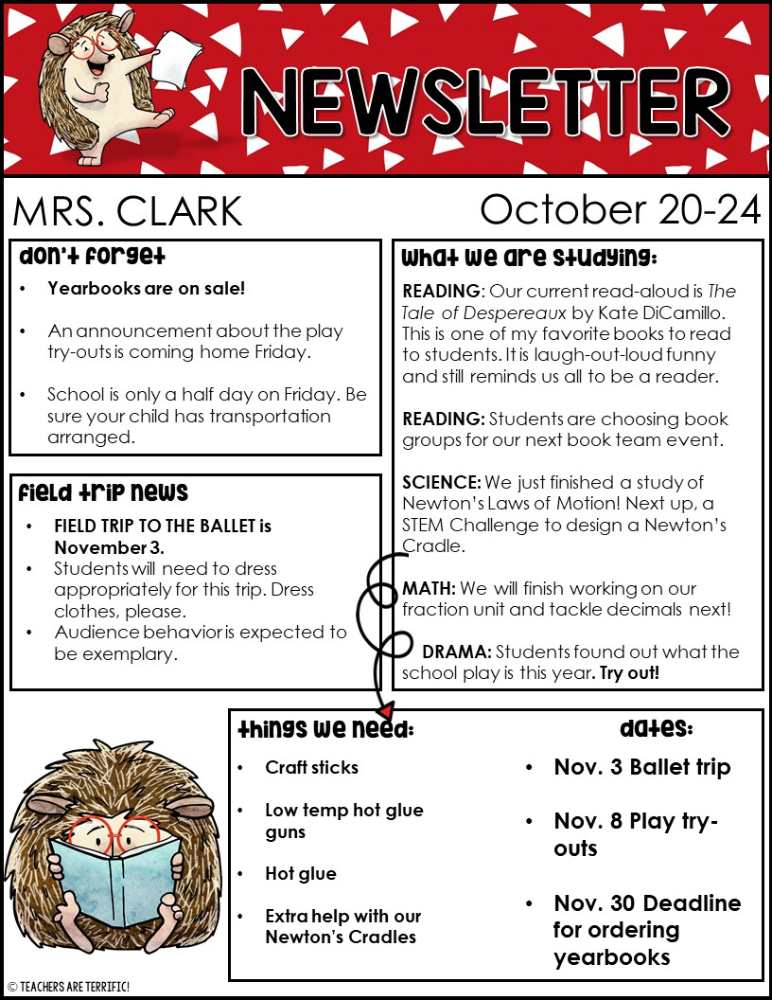 NEWSLETTER
MRS. CLARK
October 20-24
don't forget
• Yearbooks are on sale!
• An announcement about the play
try-outs is coming home Friday.
• School is only a half day on Friday. Be
sure your child has transportation
arranged.
field trip news
• FIELD TRIP TO THE BALLET is
November 3.
• Students will need to dress
appropriately for this trip. Dress
clothes, please.
• Audience behavior is expected to
be exemplary.
what we are studying:
READING: Our current read-aloud is The
Tale of Despereaux by Kate DiCamillo.
This is one of my favorite books to read
to students. It is laugh-out-loud funny
and still reminds us all to be a reader.
READING: Students are choosing book
groups for our next book team event.
SCIENCE: We just finished a study of
Newton's Laws of Motion! Next up, a
STEM Challenge to design a Newton's
Cradle.
MATH: We will finish working on our
fraction unit and tackle decimals next!
DRAMA: Students found out what the
school play is this year. Try out!
things we need:
• Craft sticks
• Low temp hot glue
guns
• Hot glue
• Extra help with our
Newton's Cradles
dates:
• Nov. 3 Ballet trip
• Nov. 8 Play try-
outs
• Nov. 30 Deadline
for ordering
yearbooks
© TEACHERS ARE TERRIFIC!